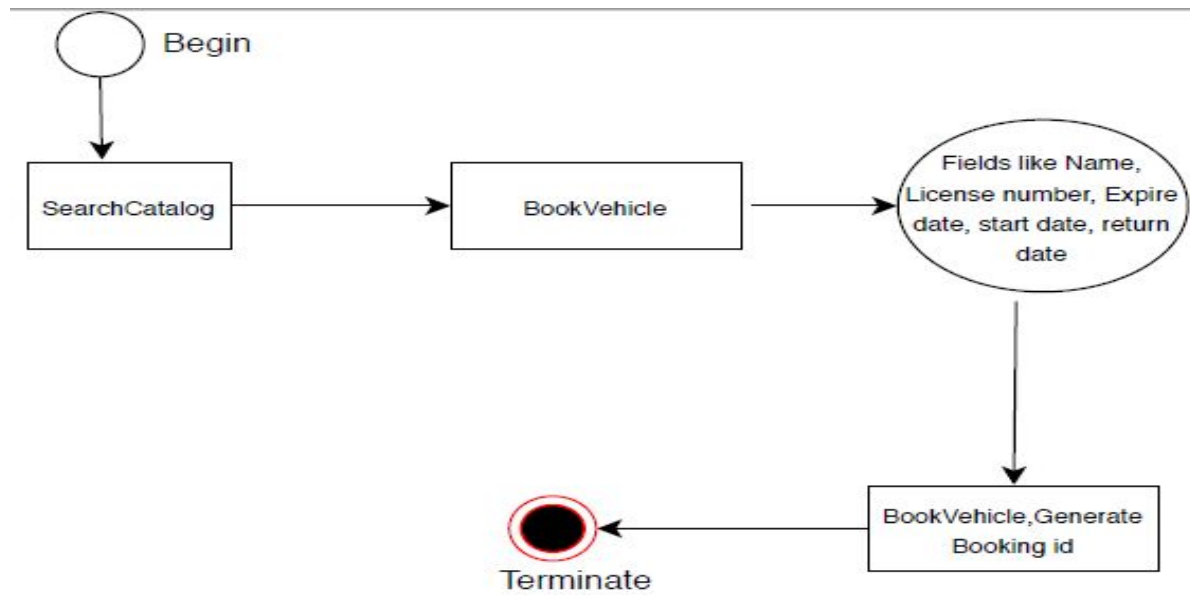 Begin
SearchCatalog
BookVehicle
Fields like Name,
License number, Expire
date, start date, return
date
BookVehicle,Generate
Booking id
Terminate